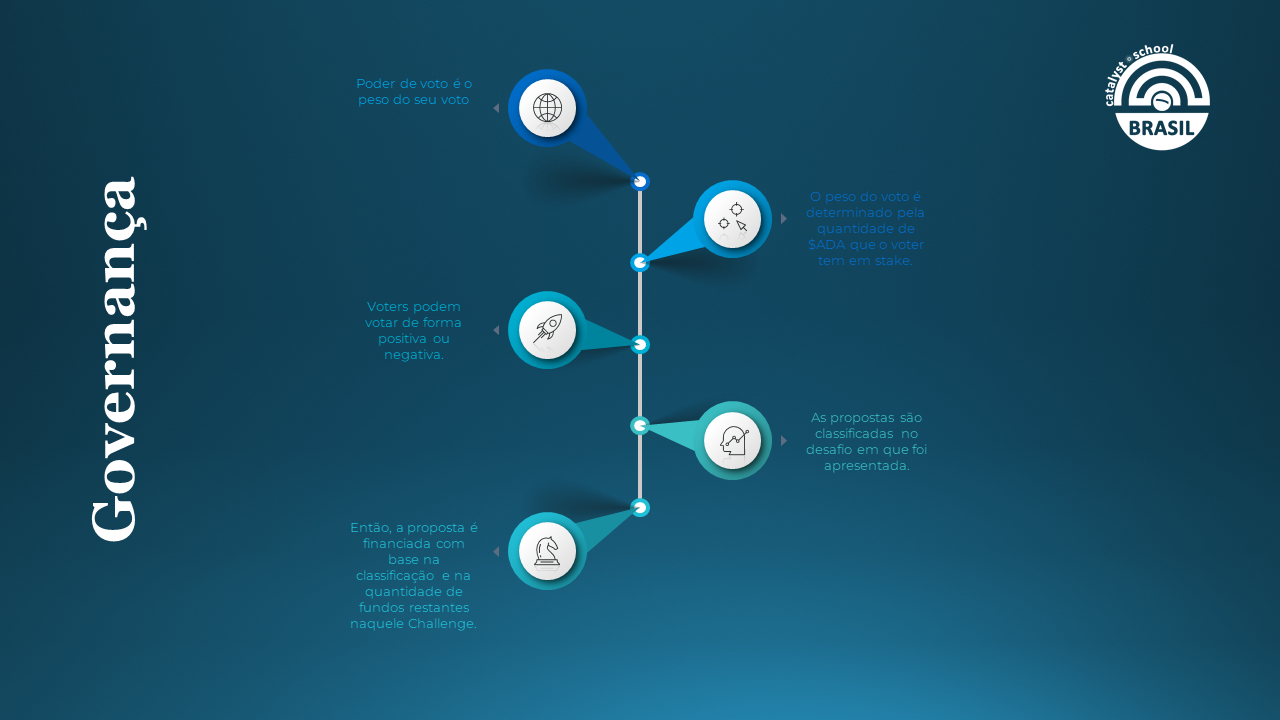 Governança
Poder de voto é o
peso do seu voto
O peso do voto é
determinado pela
quantidade de
$ADA que o voter
tem em stake.
Voters podem
votar de forma
positiva ou
negativa.
As propostas são
classificadas no
desafio em que foi
apresentada.
Então, a proposta é
financiada com
base na
classificação e na
quantidade de
fundos restantes
naquele Challenge.
catalyst school
BRASIL